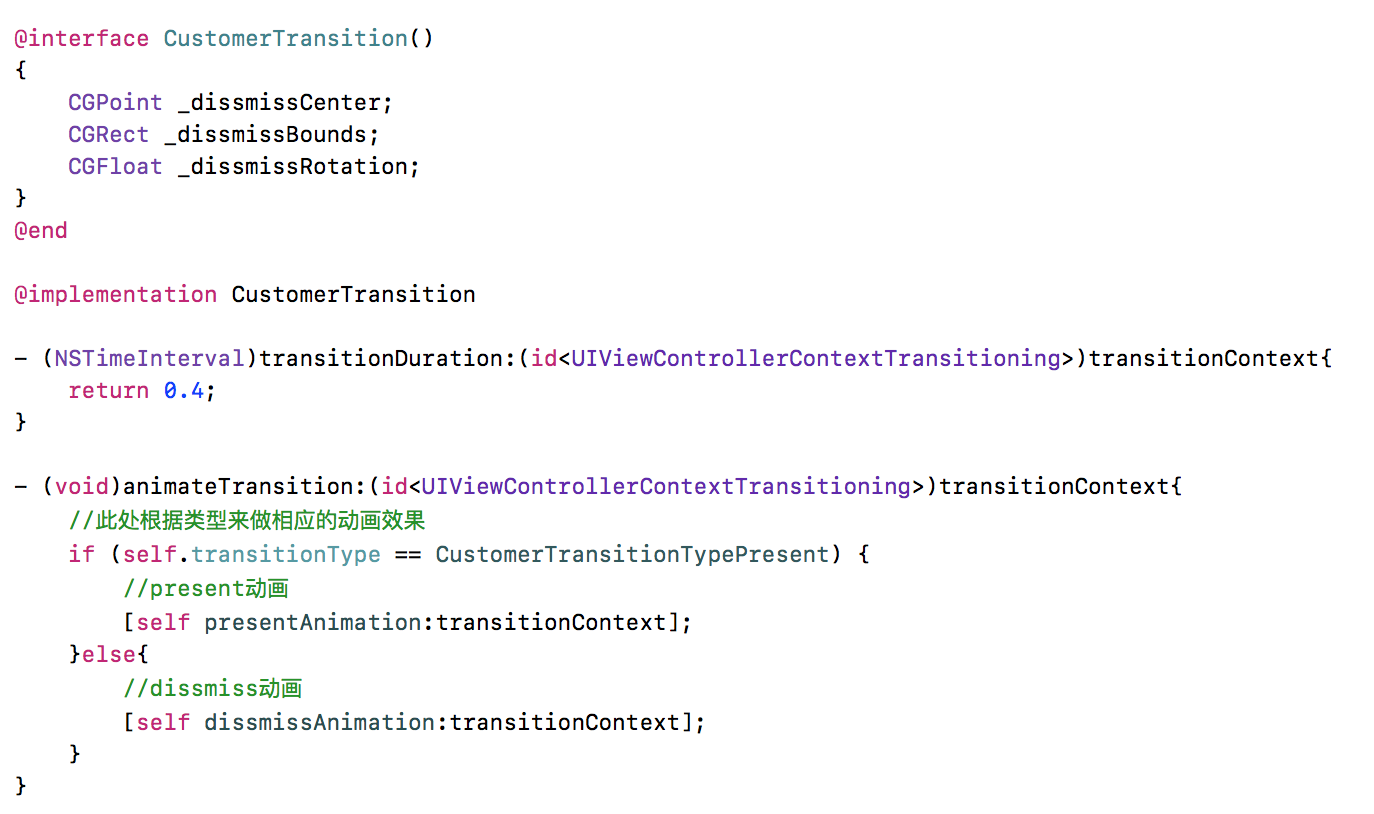 @interface CustomerTransition()
{
    CGPoint _dissmissCenter;
    CGRect _dissmissBounds;
    CGFloat _dissmissRotation;
}
@end
@implementation CustomerTransition
- (NSTimeInterval)transitionDuration:(id<UIViewControllerContextTransitioning>)transitionContext{
    return 0.4;
}
- (void)animateTransition:(id<UIViewControllerContextTransitioning>)transitionContext{
    //此处根据类型来做相应的动画效果
    if (self.transitionType == CustomerTransitionTypePresent) {
        //present动画
        [self presentAnimation:transitionContext];
    }else{
        //dissmiss动画
        [self dissmissAnimation:transitionContext];
    }
}